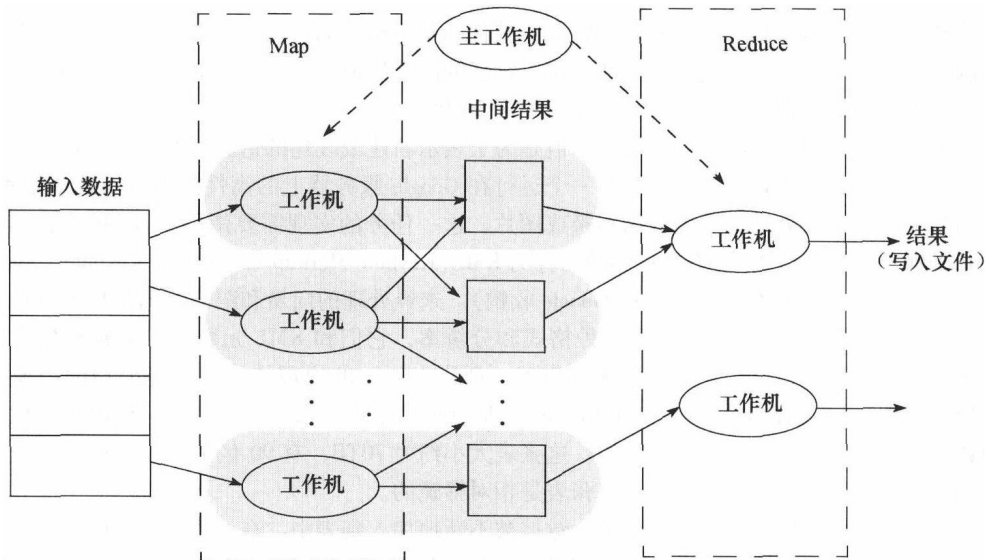 Map
主工作机
Reduce
中间结果
输入数据
工作机
工作机
结果
（写入文件）
工作机
工作机
工作机